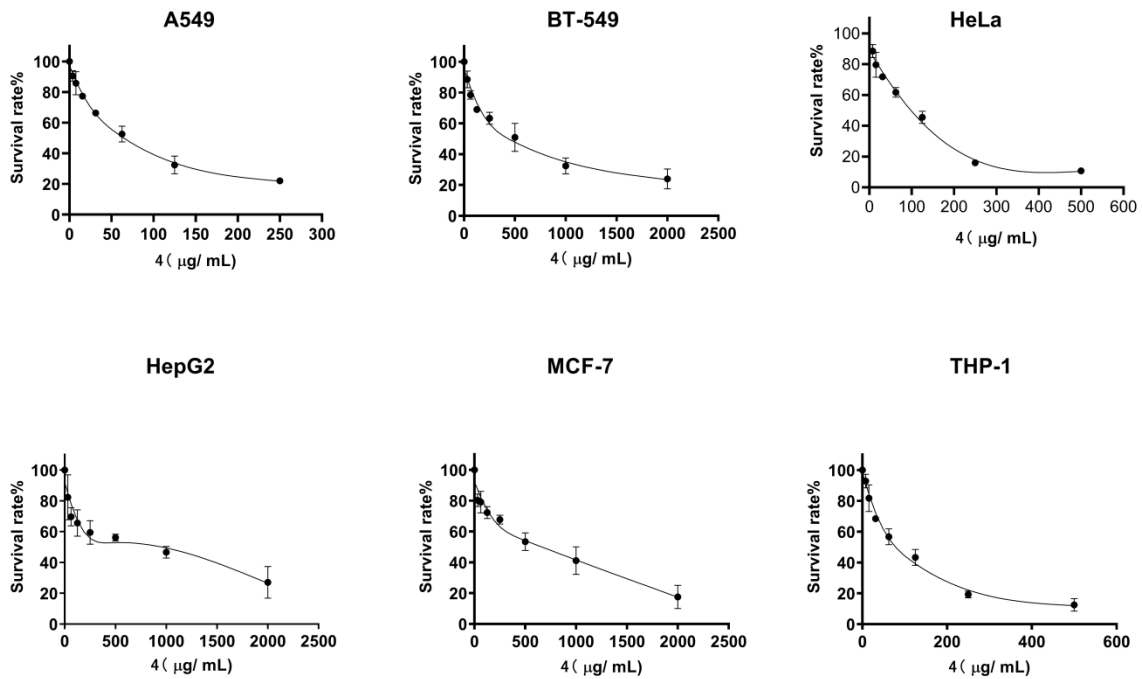 A549
BT-549
HeLa
Survival rate%
100
80
60
40
20
0
0 50 100 150 200 250 300
4( μg/ mL)
Survival rate%
100
80
60
40
20
0
0 500 1000 1500 2000 2500
4( μg/ mL)
Survival rate%
100
80
60
40
20
0
0 100 200 300 400 500 600
4( μg/ mL)
HepG2
MCF-7
THP-1
Survival rate%
100
80
60
40
20
0
0 500 1000 1500 2000 2500
4( μg/ mL)
Survival rate%
100
80
60
40
20
0
0 500 1000 1500 2000 2500
4( μg/ mL)
Survival rate%
100
80
60
40
20
0
0 200 400 600
4( μg/ mL)